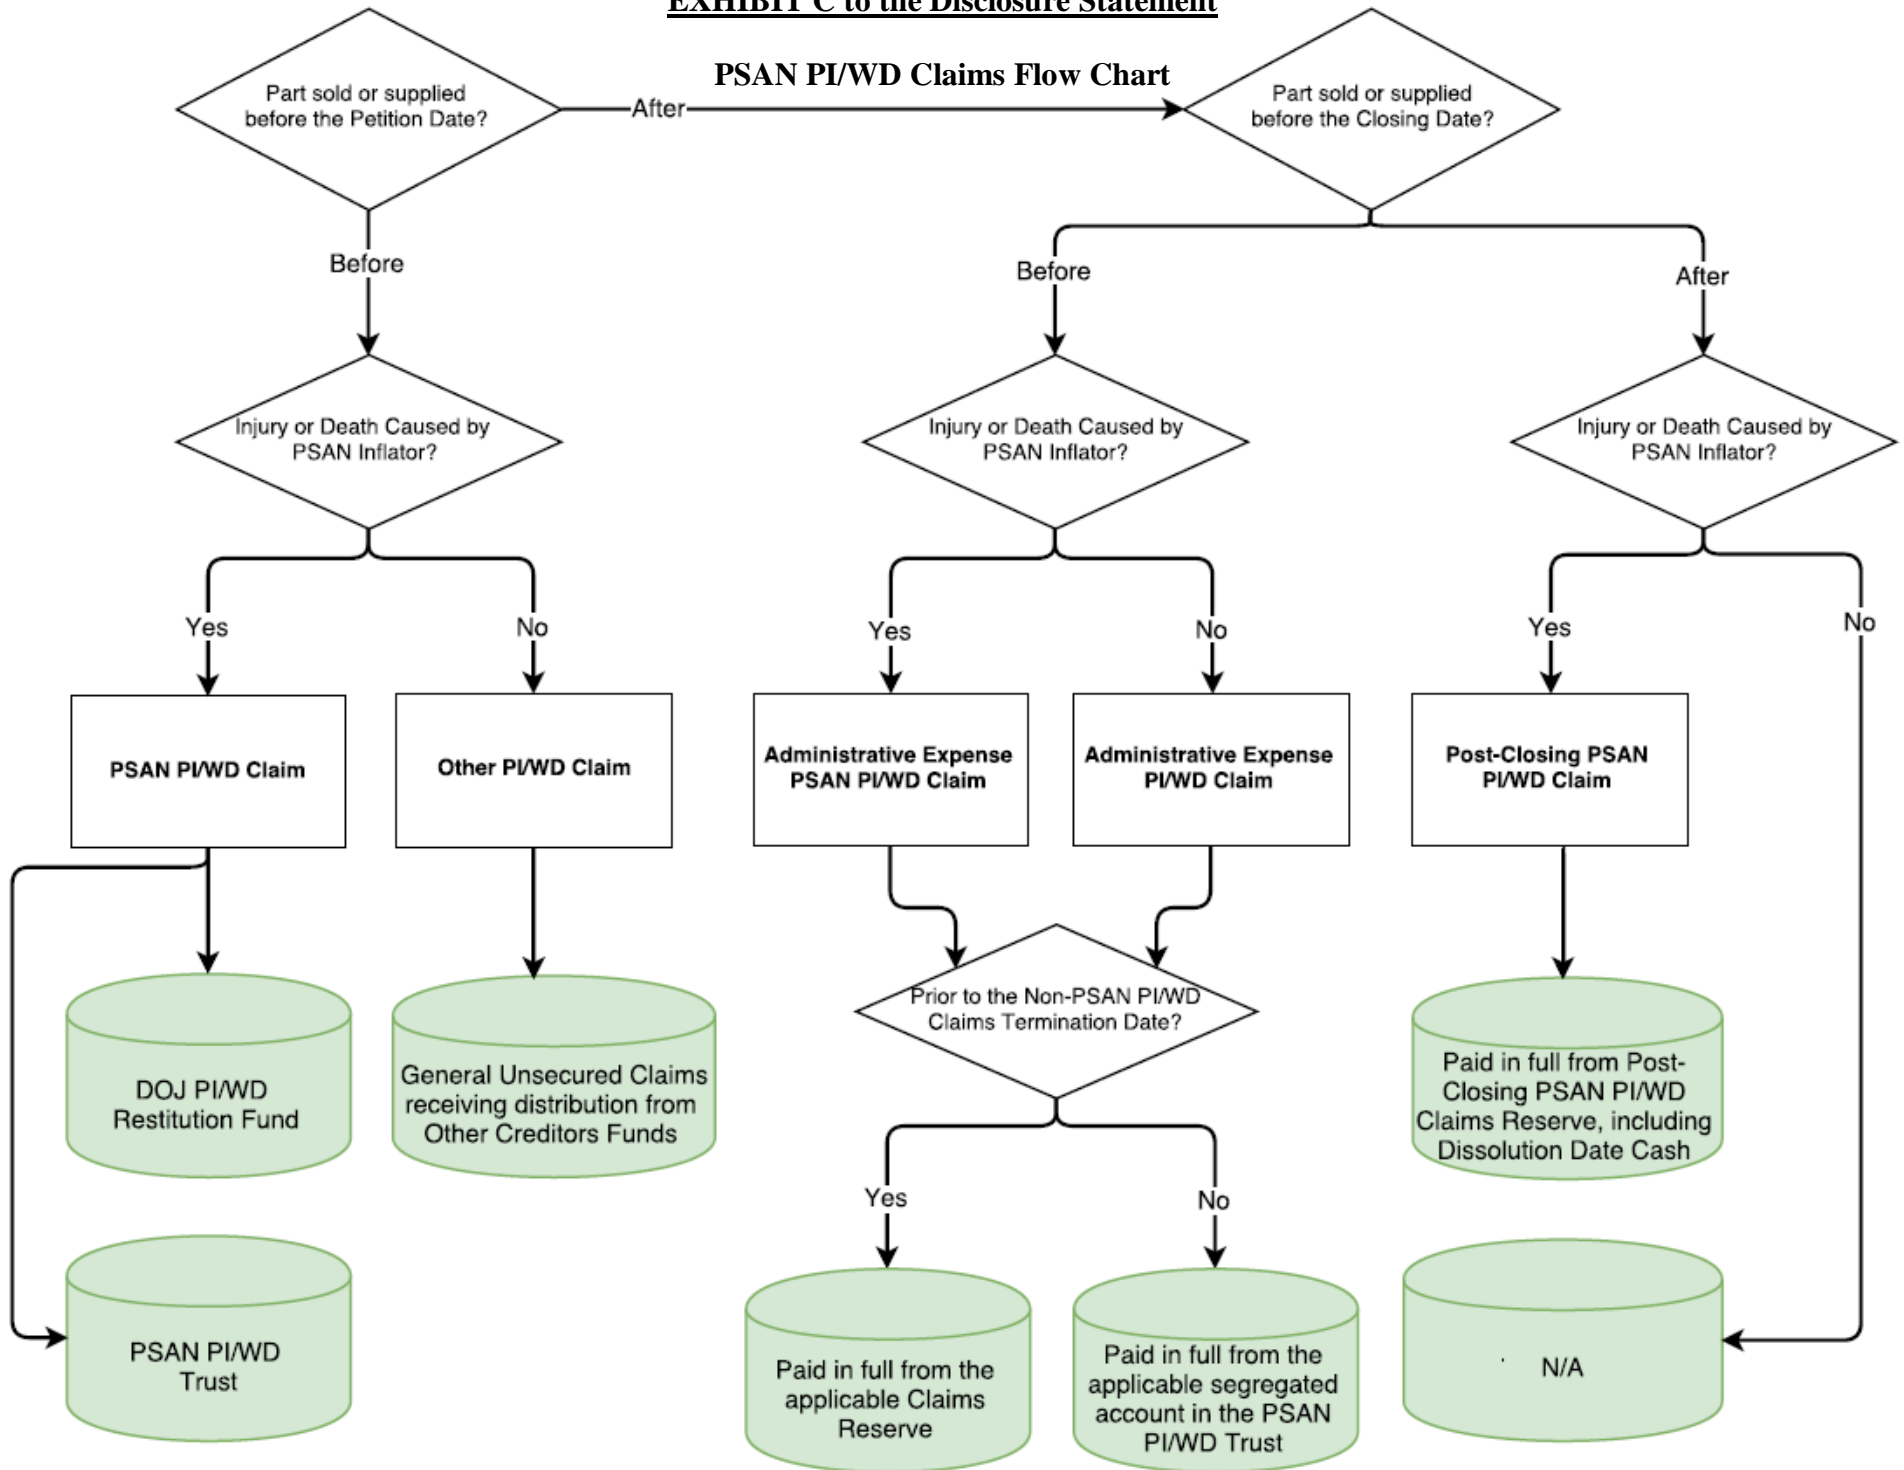 EXHIBIT C to the Disclosure Statement
PSAN PI/WD Claims Flow Chart
Part sold or supplied
before the Petition Date?
After
Part sold or supplied
before the Closing Date?
Before
Before
After
Injury or Death Caused by
PSAN Inflator?
Injury or Death Caused by
PSAN Inflator?
Injury or Death Caused by
PSAN Inflator?
Yes
No
Yes
No
Yes
No
PSAN PI/WD Claim
Other PI/WD Claim
Administrative Expense
PSAN PI/WD Claim
Administrative Expense
PI/WD Claim
Post-Closing PSAN
PI/WD Claim
Prior to the Non-PSAN PI/WD
Claims Termination Date?
DOJ PI/WD
Restitution Fund
General Unsecured Claims
receiving distribution from
Other Creditors Funds
Paid in full from Post-
Closing PSAN PI/WD
Claims Reserve, including
Dissolution Date Cash
Yes
No
PSAN PI/WD
Trust
Paid in full from the
applicable Claims
Reserve
Paid in full from the
applicable segregated
account in the PSAN
PI/WD Trust
N/A